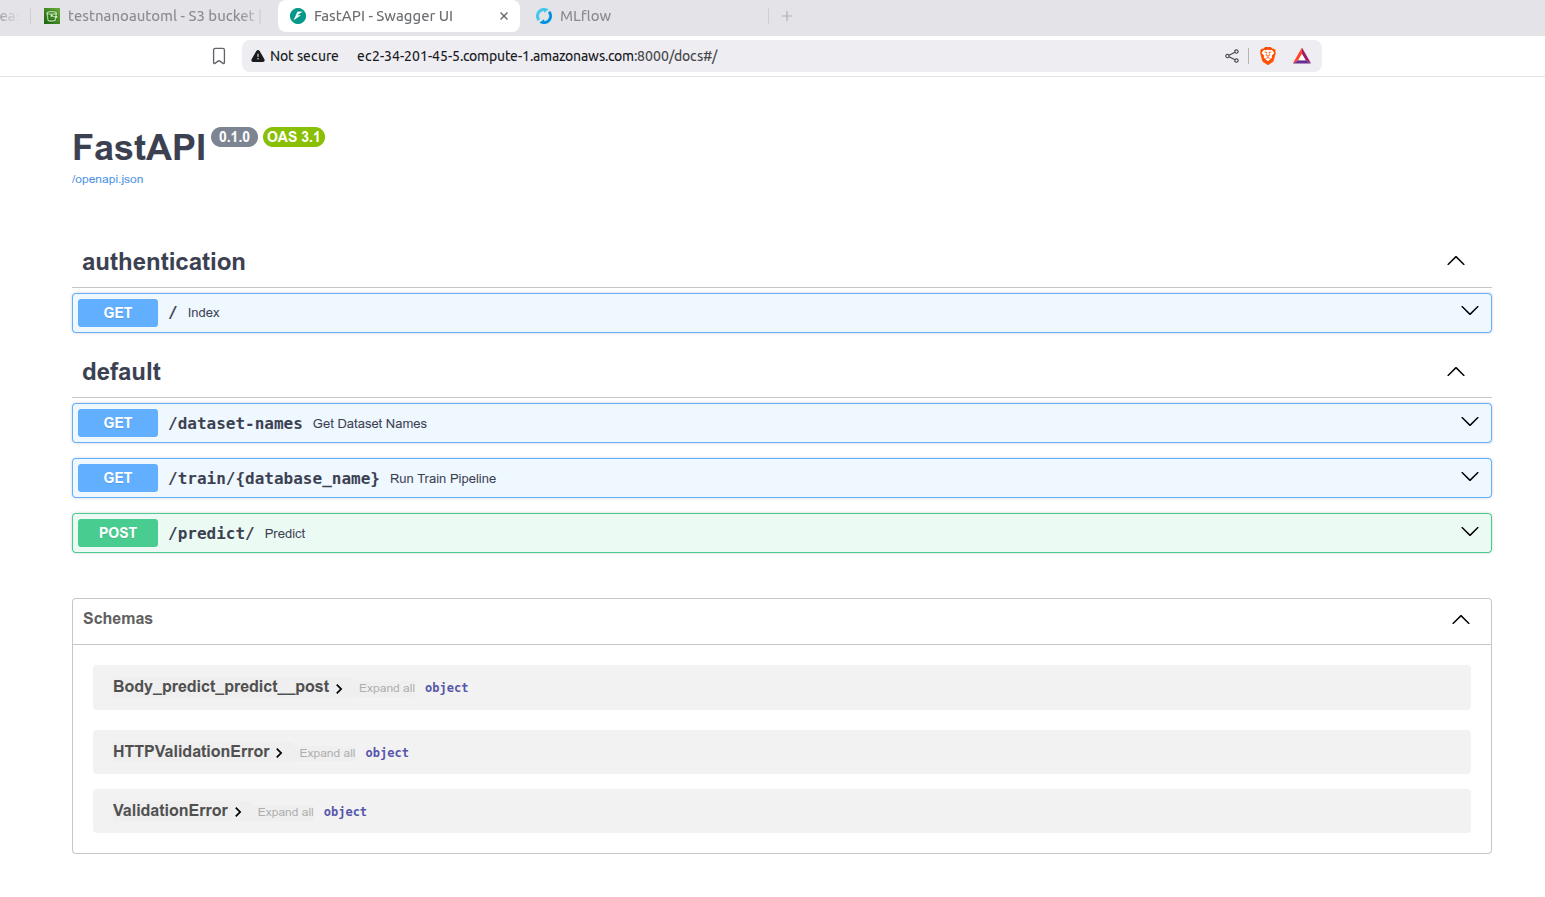 testnanoautoml - S3 bucket
FastAPI - Swagger UI
MLflow
Not secure ec2-34-201-45-5.compute-1.amazonaws.com:8000/docs#/
FastAPI 0.1.0 OAS 3.1
/openapi.json
authentication
GET / Index
default
GET /dataset-names Get Dataset Names
GET /train/{database_name} Run Train Pipeline
POST /predict/ Predict
Schemas
Body_predict_predict__post Expand all object
HTTPValidationError Expand all object
ValidationError Expand all object